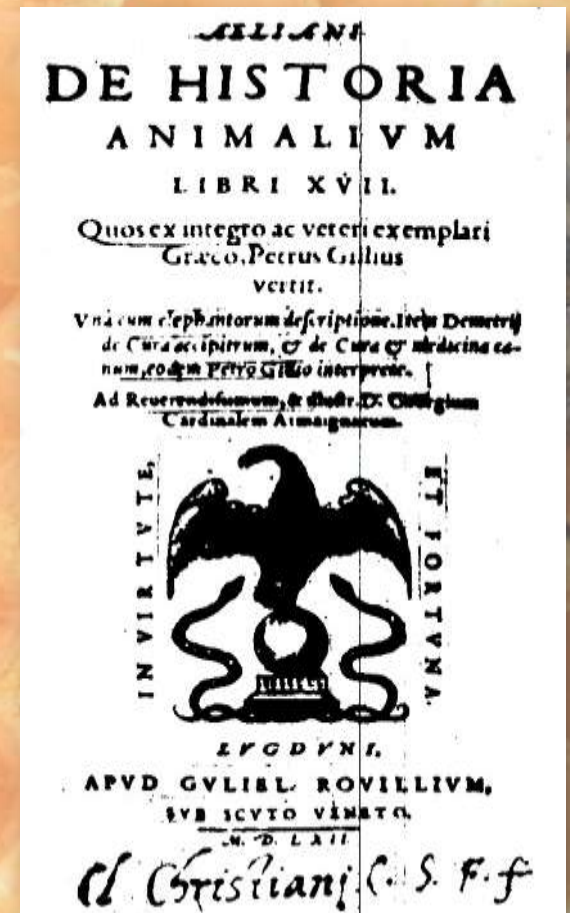 AELIANI
DE HISTORIA
ANIMALIVM
LIBRI XVII.
Quos ex integro ac veteri exemplari
Græco, Petrus Gillius
vertit.
Vnà cum elephantorum descriptione. Item Demetrij
de Cura accipitrum, & de Cura & medicina ca-
num, eodem Petro Gillio interprete.
Ad Reuerendissimum, & illustr. D. Georgium
Cardinalem Armaignacum.
IN VIRTVTE,
ET FORTVNA.
LVGDVNI,
APVD GVLIEL. ROVILLIVM,
SVB SCVTO VENETO.
M. D. LXII
Cl Christiani C. S. F. f